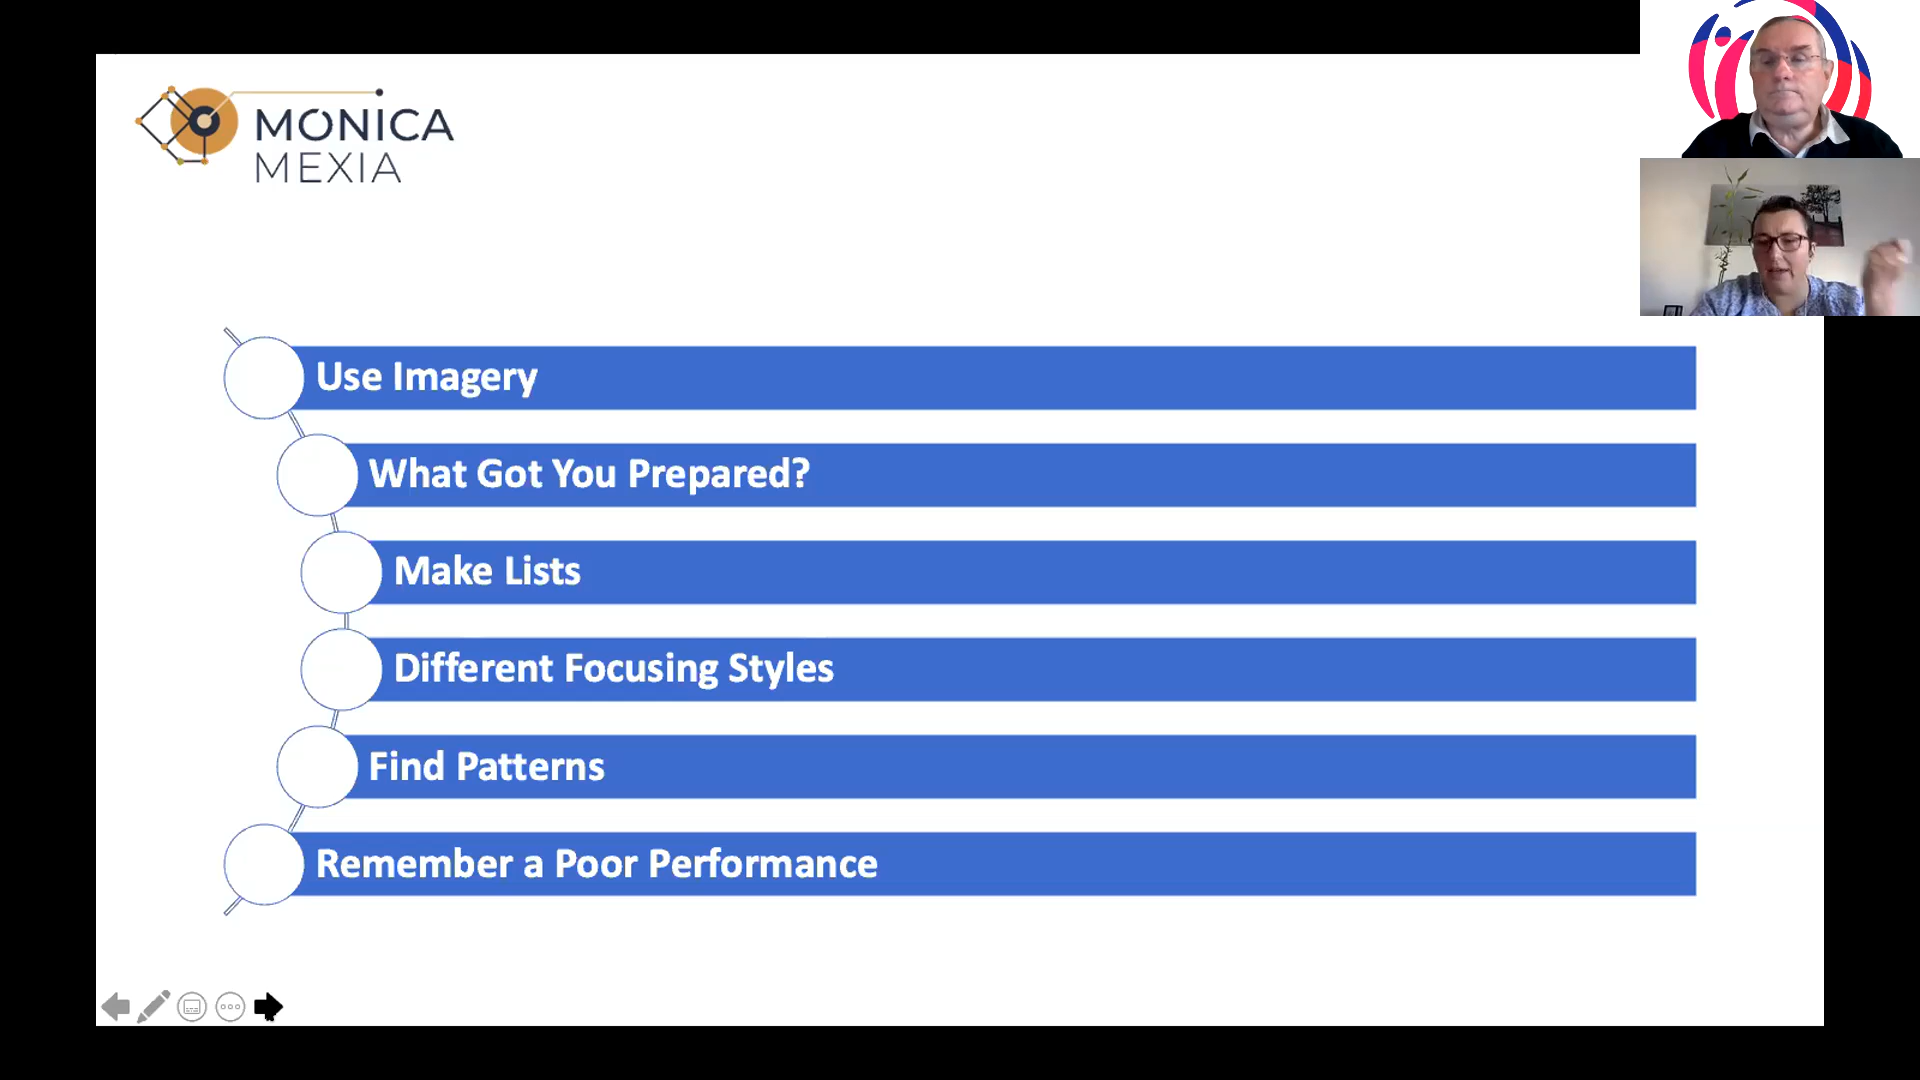 MONICA
MEXIA
Use Imagery
What Got You Prepared?
Make Lists
Different Focusing Styles
Find Patterns
Remember a Poor Performance